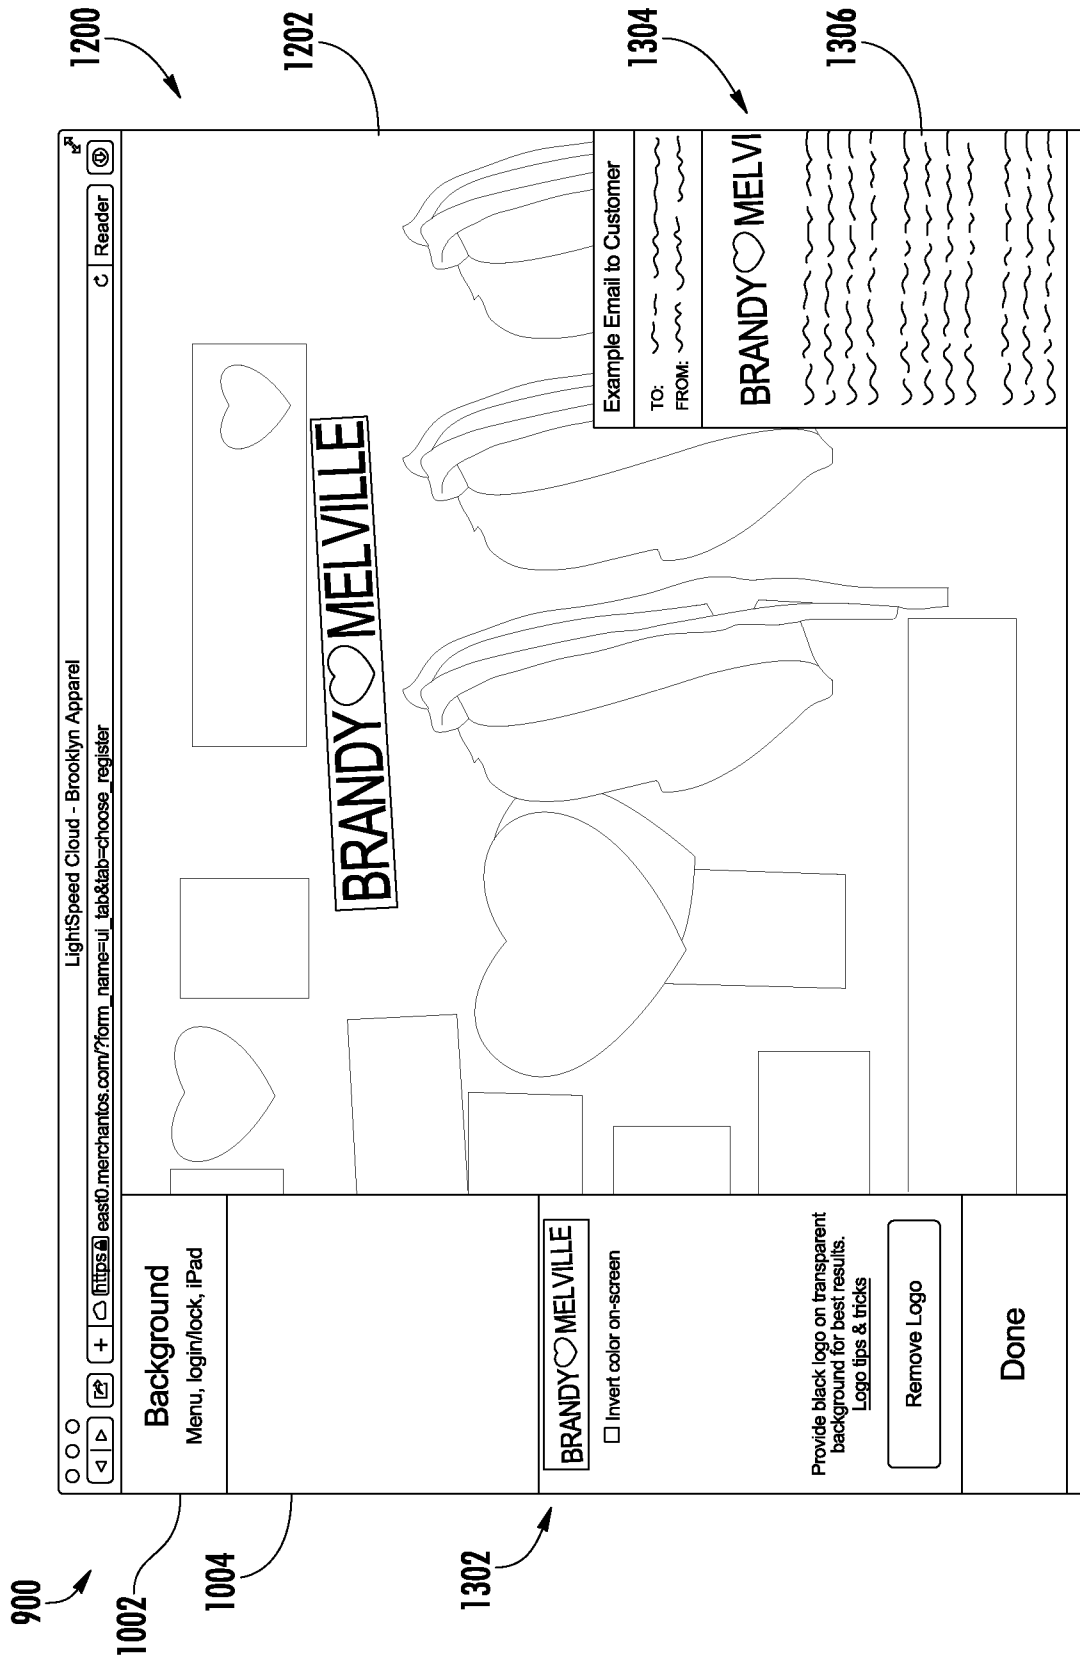 900
1200
LightSpeed Cloud - Brooklyn Apparel
https east0.merchantos.com/?form_name=ui_tab&tab=choose_register
Reader
1002
Background
Menu, login/lock, iPad
1004
1202
BRANDY MELVILLE
1302
BRANDY MELVILLE
Invert color on-screen
Provide black logo on transparent
background for best results.
Logo tips & tricks
Remove Logo
Done
Example Email to Customer
TO:
FROM:
1304
BRANDY MELVI
1306